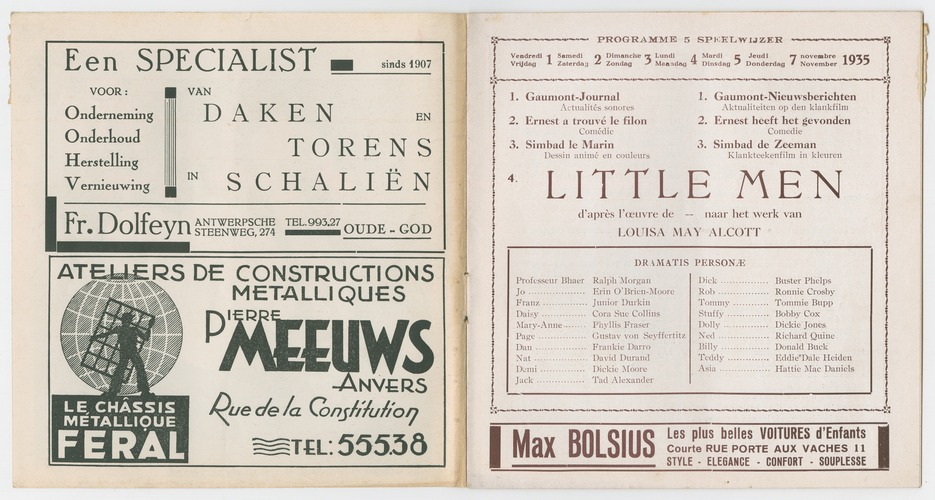 Een SPECIALIST sinds 1907
VOOR: VAN
Onderneming DAKEN EN
Onderhoud
Herstelling TORENS
Vernieuwing IN SCHALIËN
Fr. Dolfeyn ANTWERPSCHE STEENWEG, 274 TEL. 993.27 OUDE-GOD
ATELIERS DE CONSTRUCTIONS
METALLIQUES
PIERRE
MEEUWS
ANVERS
Rue de la Constitution
TEL: 555.38
LE CHÂSSIS
MÉTALLIQUE
FERAL
PROGRAMME 5 SPEELWIJZER
Vendredi 1 Samedi 2 Dimanche 3 Lundi 4 Mardi 5 Jeudi 7 novembre 1935
Vrijdag Zaterdag Zondag Maandag Dinsdag Donderdag November
1. Gaumont-Journal
Actualités sonores
2. Ernest a trouvé le filon
Comédie
3. Simbad le Marin
Dessin animé en couleurs
1. Gaumont-Nieuwsberichten
Aktualiteiten op den klankfilm
2. Ernest heeft het gevonden
Comedie
3. Simbad de Zeeman
Klankteekenfilm in kleuren
4. LITTLE MEN
d'après l'œuvre de — naar het werk van
LOUISA MAY ALCOTT
DRAMATIS PERSONÆ
Professeur Bhaer Ralph Morgan
Jo Erin O'Brien-Moore
Franz Junior Durkin
Daisy Cora Sue Collins
Mary-Anne Phyllis Fraser
Page Gustav von Seyffertitz
Dan Frankie Darro
Nat David Durand
Demi Dickie Moore
Jack Tad Alexander
Dick Buster Phelps
Rob Ronnie Crosby
Tommy Tommie Bupp
Stuffy Bobby Cox
Dolly Dickie Jones
Ned Richard Quine
Billy Donald Buck
Teddy Eddie Dale Heiden
Asia Hattie Mac Daniels
Max BOLSIUS
Les plus belles VOITURES d'Enfants
Courte RUE PORTE AUX VACHES 11
STYLE - ELEGANCE - CONFORT - SOUPLESSE